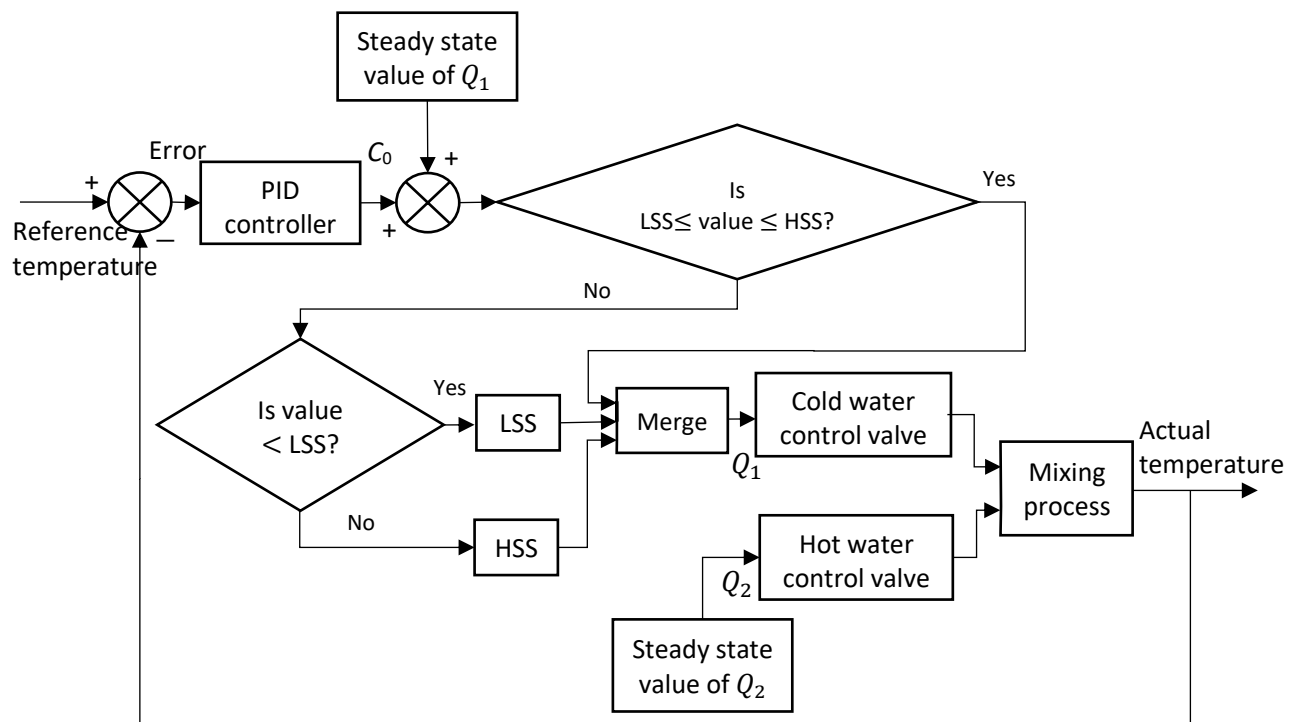 Steady state
value of Q₁
Error
C₀
+
+
Yes
PID
controller
Is
LSS≤ value ≤ HSS?
+
−
Reference
temperature
No
Is value
< LSS?
Yes
LSS
Merge
Q₁
Cold water
control valve
Actual
temperature
Mixing
process
No
HSS
Q₂
Hot water
control valve
Steady state
value of Q₂